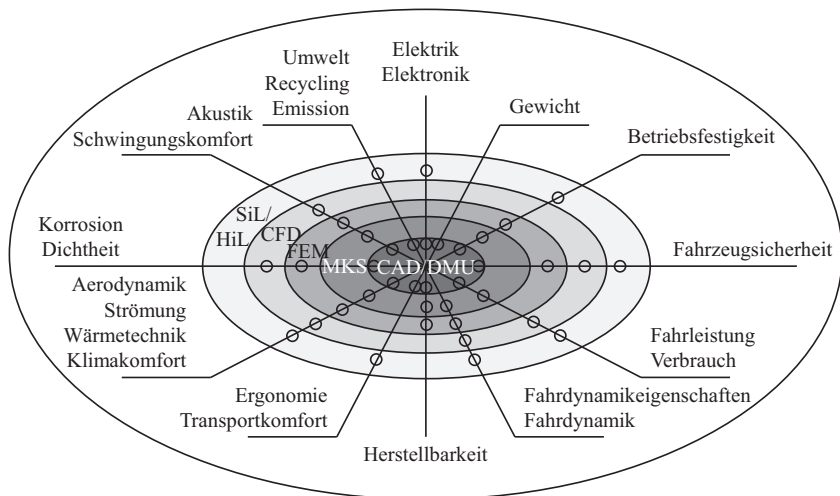 Umwelt
Recycling
Emission
Elektrik
Elektronik
Gewicht
Akustik
Schwingungskomfort
Betriebsfestigkeit
SiL/
HiL
CFD
FEM
MKS
CAD/DMU
Korrosion
Dichtheit
Fahrzeugsicherheit
Aerodynamik
Strömung
Wärmetechnik
Klimakomfort
Fahrleistung
Verbrauch
Ergonomie
Transportkomfort
Fahrdynamikeigenschaften
Fahrdynamik
Herstellbarkeit